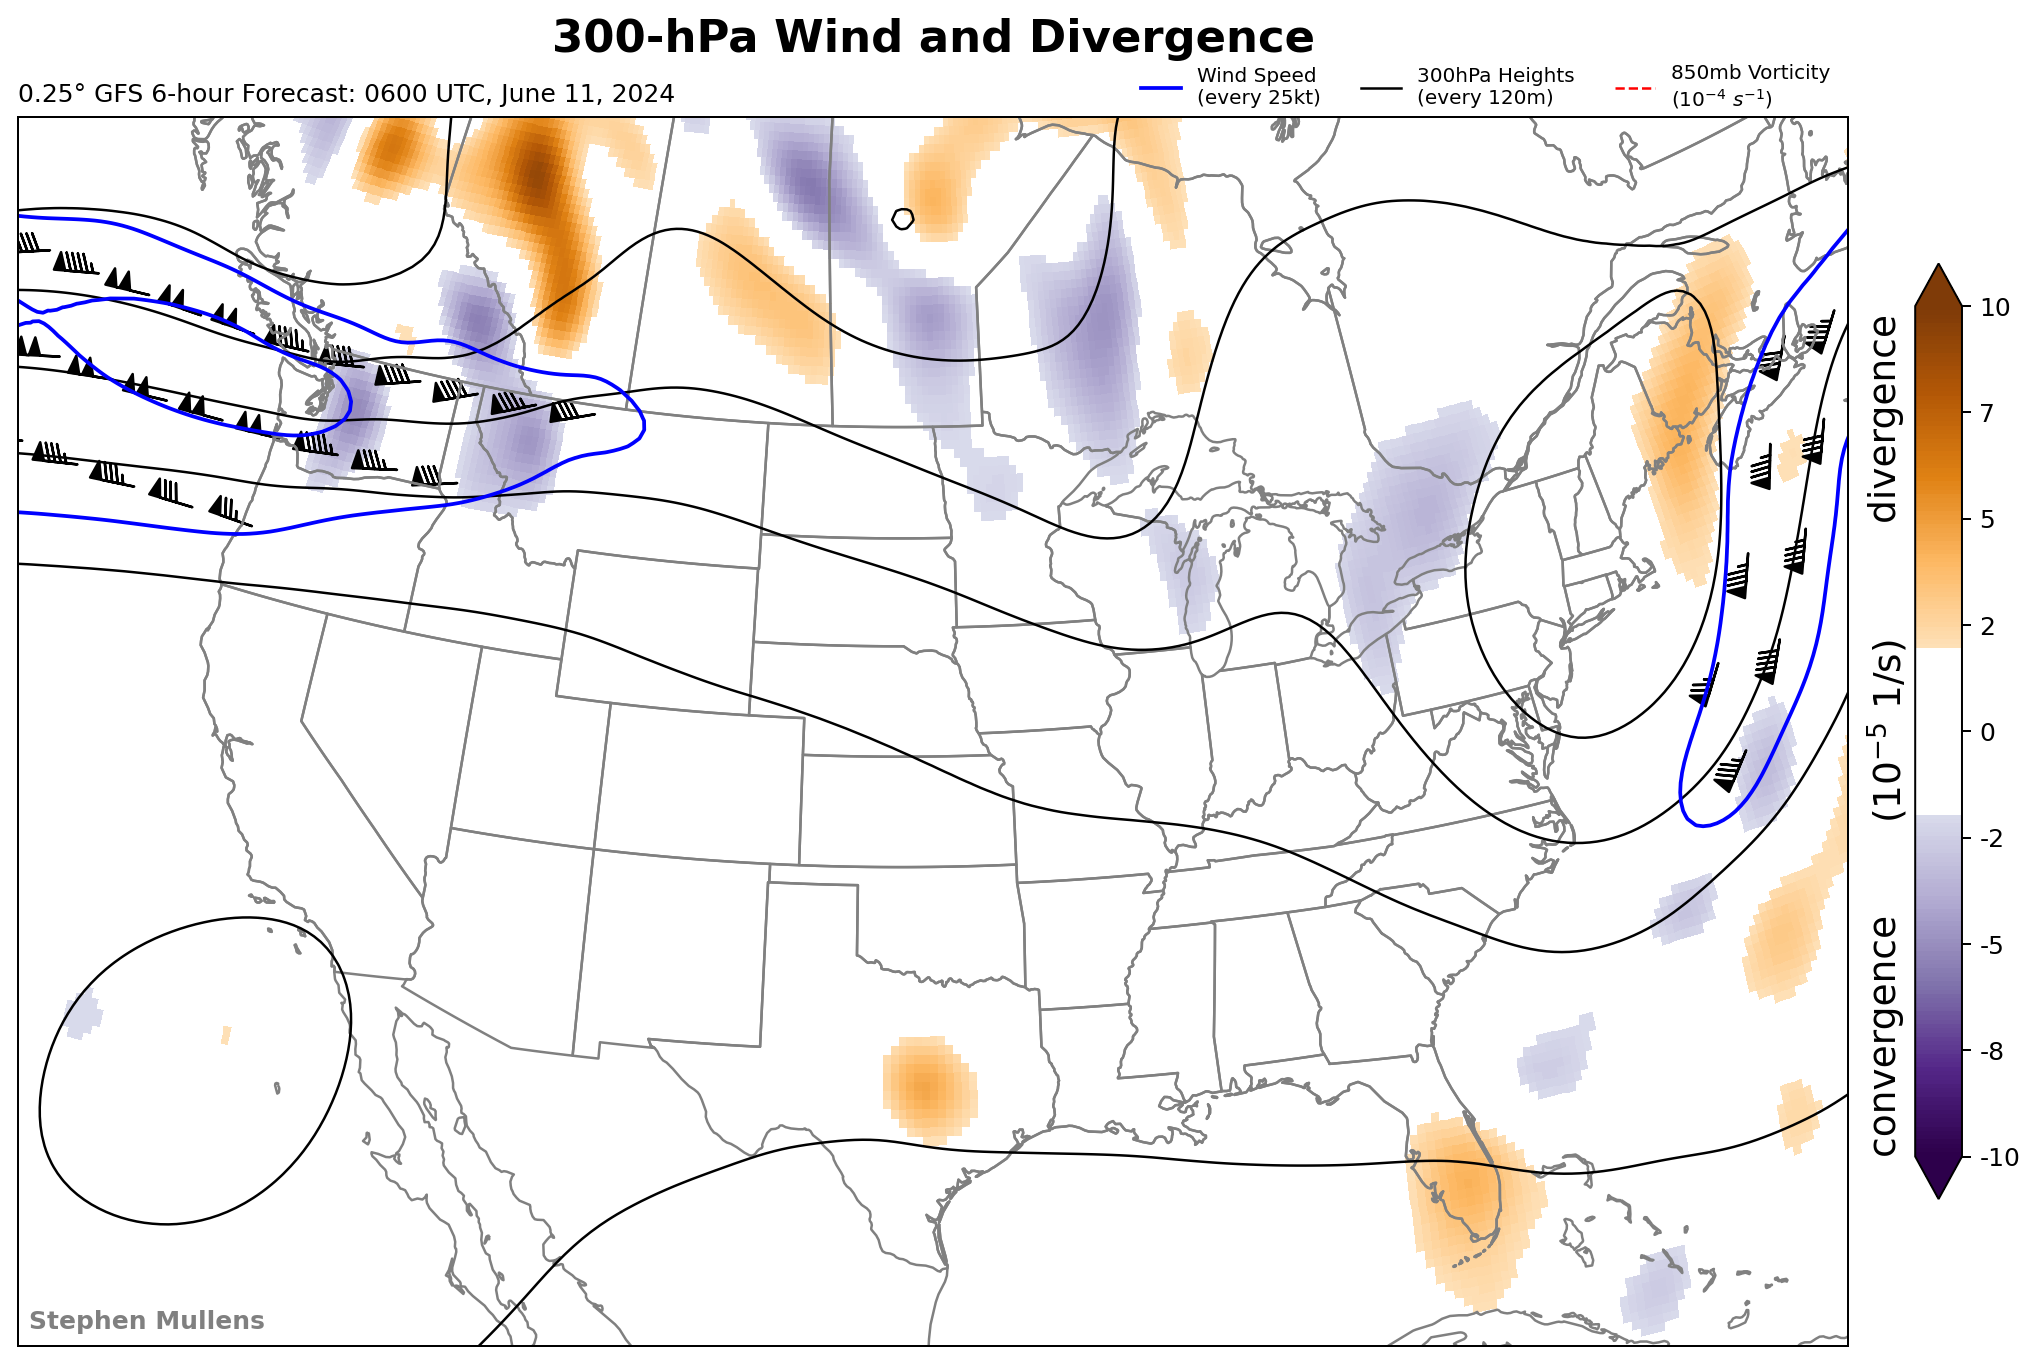 300-hPa Wind and Divergence
0.25° GFS 6-hour Forecast: 0600 UTC, June 11, 2024
Wind Speed
(every 25kt)
300hPa Heights
(every 120m)
850mb Vorticity
(10⁻⁴ s⁻¹)
10
7
5
2
0
-2
-5
-8
-10
convergence (10⁻⁵ 1/s) divergence
Stephen Mullens